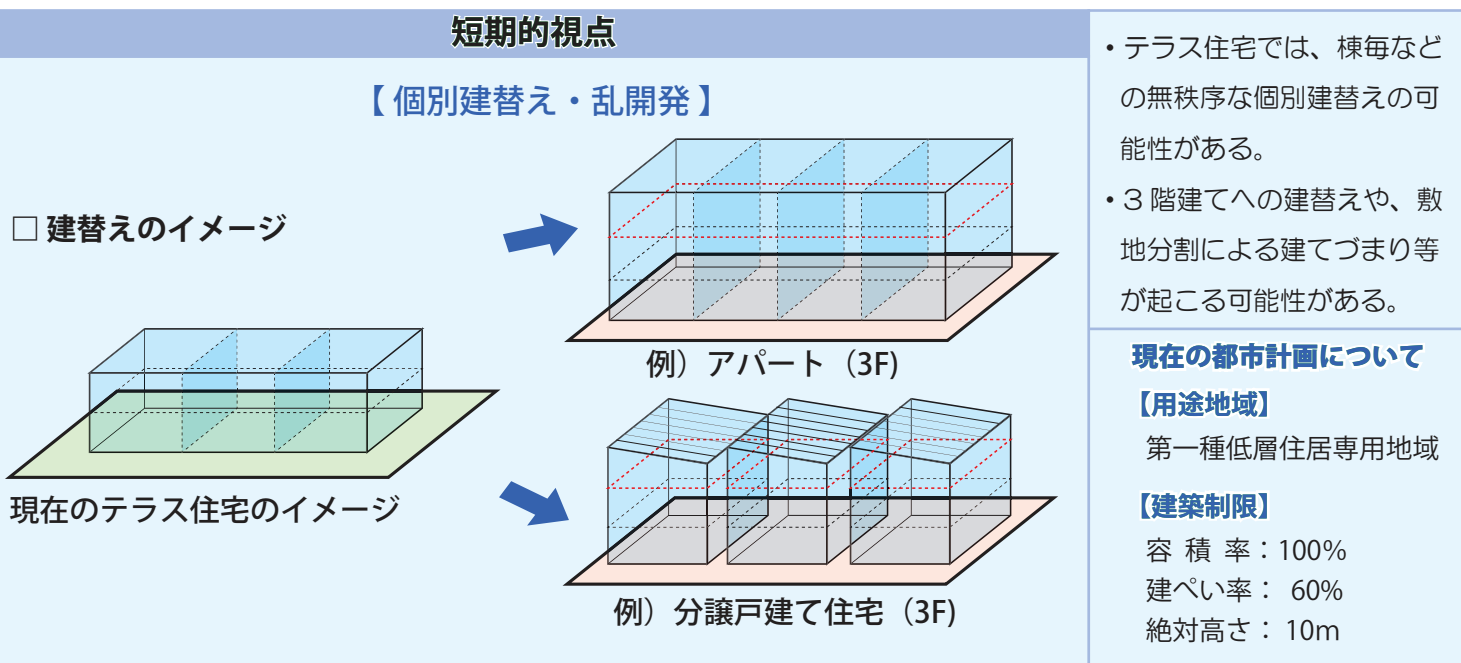 短期的視点
【 個別建替え・乱開発 】
□ 建替えのイメージ
例）アパート（3F)
現在のテラス住宅のイメージ
例）分譲戸建て住宅（3F)
・テラス住宅では、棟毎など
の無秩序な個別建替えの可
能性がある。
・３階建てへの建替えや、敷
地分割による建てづまり等
が起こる可能性がある。
現在の都市計画について
【用途地域】
第一種低層住居専用地域
【建築制限】
容 積 率：100%
建ぺい率： 60%
絶対高さ： 10m